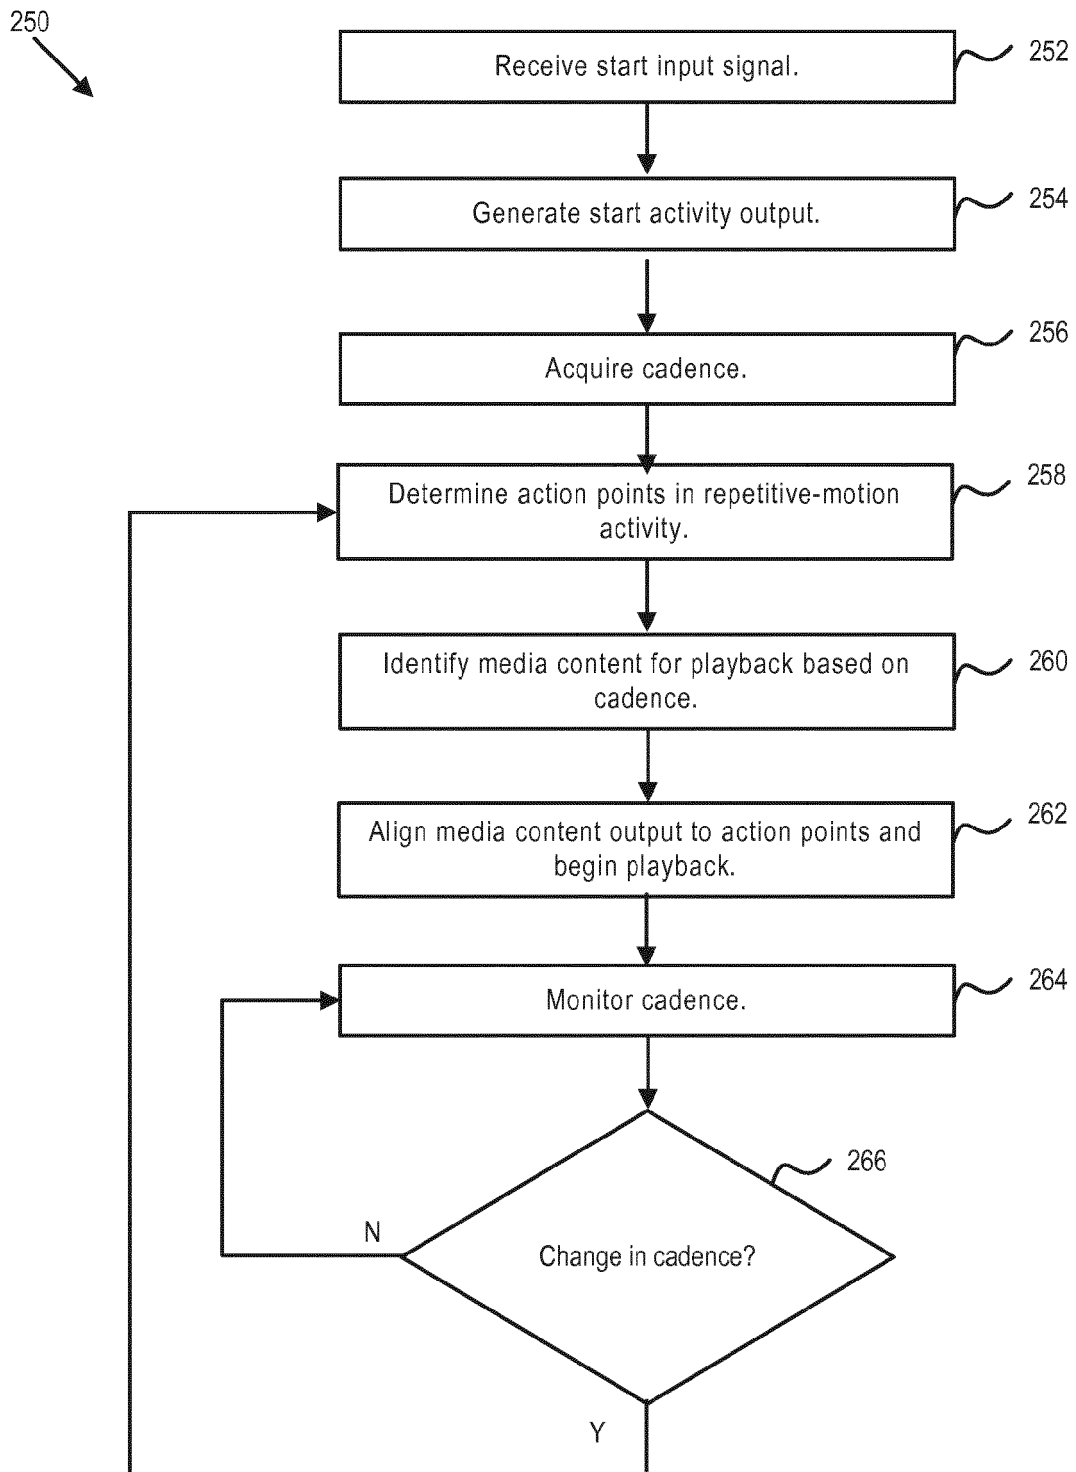 250
Receive start input signal.
252
Generate start activity output.
254
Acquire cadence.
256
Determine action points in repetitive-motion
activity.
258
Identify media content for playback based on
cadence.
260
Align media content output to action points and
begin playback.
262
Monitor cadence.
264
266
N
Change in cadence?
Y